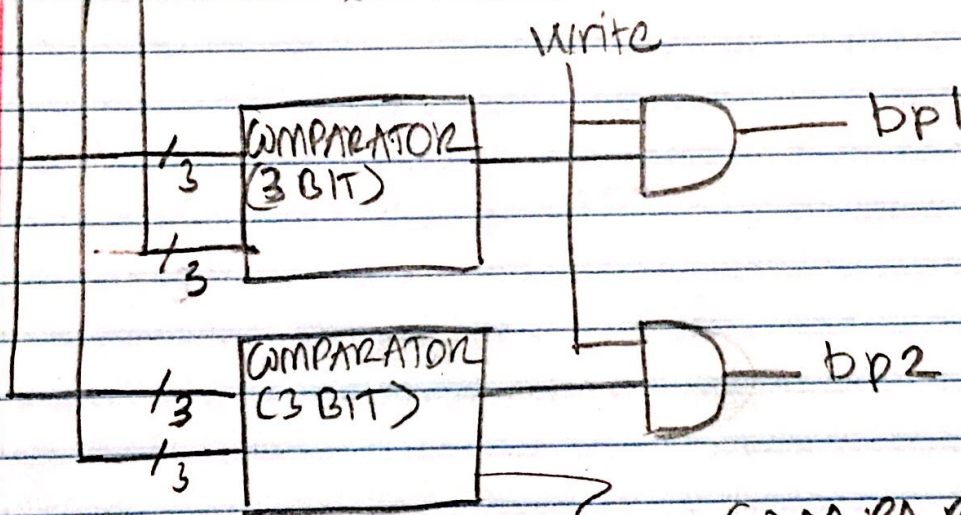 Write
COMPARATOR
(3 BIT)
bp1
3
3
COMPARATOR
(3 BIT)
bp2
3
3